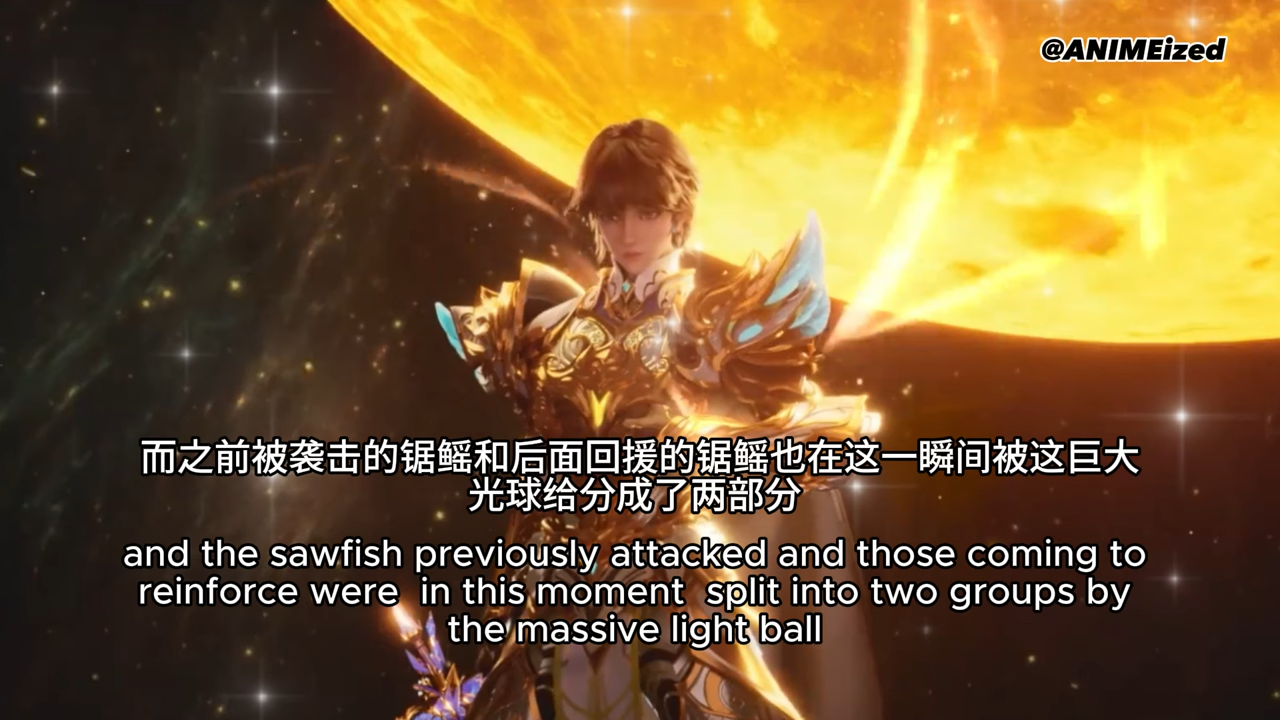 @ANIMEized
而之前被袭击的锯鳐和后面回援的锯鳐也在这一瞬间被这巨大
光球给分成了两部分
and the sawfish previously attacked and those coming to
reinforce were  in this moment  split into two groups by
the massive light ball